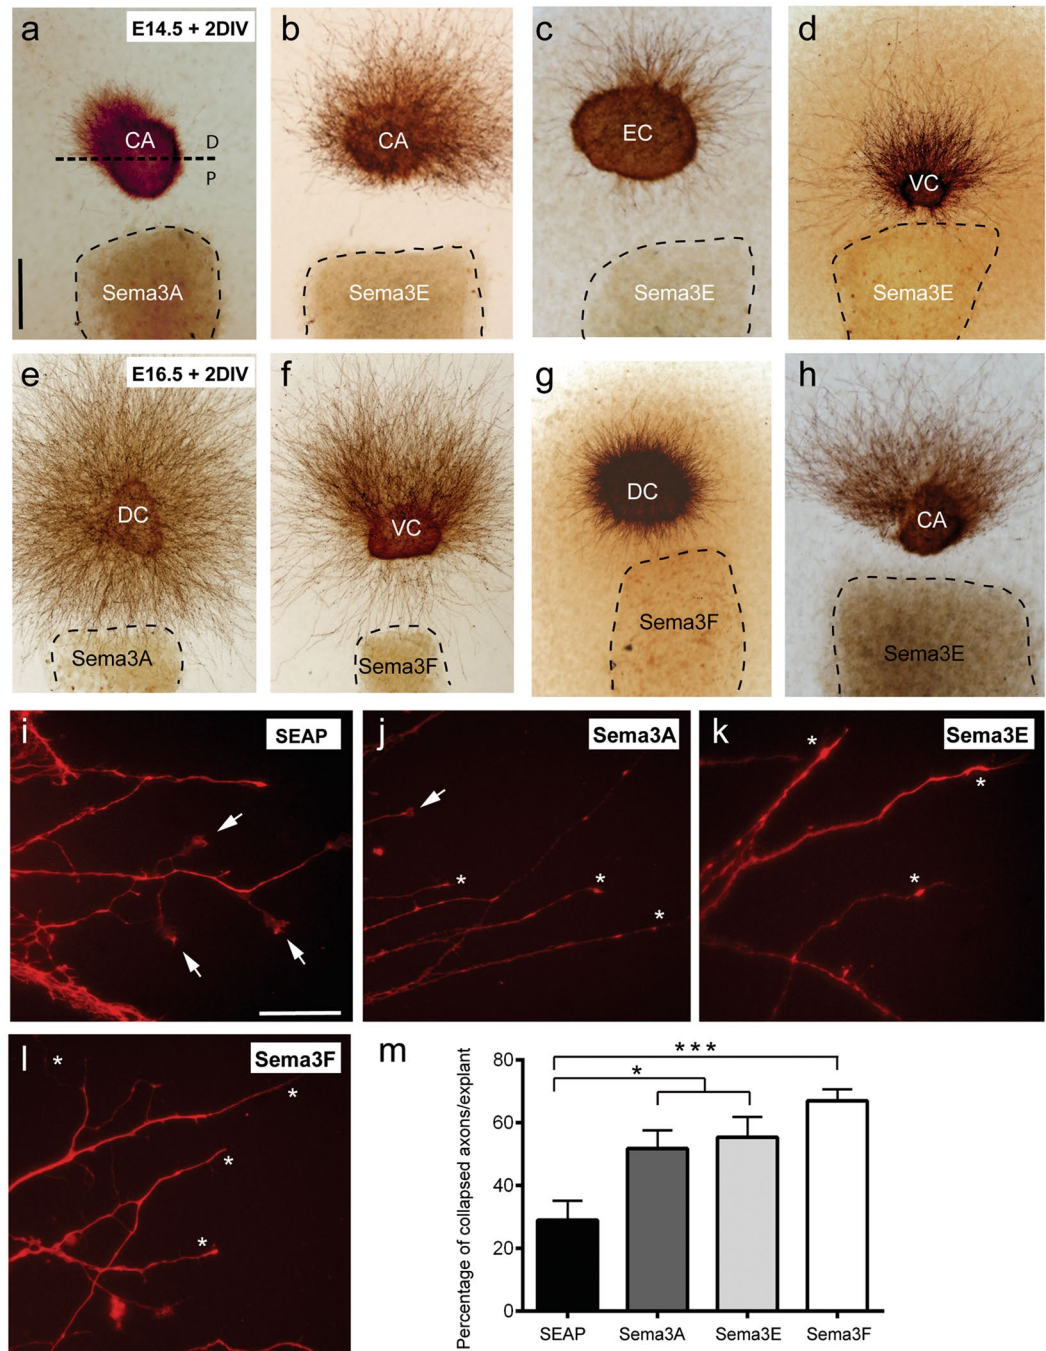 a
E14.5 + 2DIV
CA
D
P
Sema3A
b
CA
Sema3E
c
EC
Sema3E
d
VC
Sema3E
e
E16.5 + 2DIV
DC
Sema3A
f
VC
Sema3F
g
DC
Sema3F
h
CA
Sema3E
i
SEAP
j
Sema3A
*
*
*
k
Sema3E
*
*
*
l
Sema3F
*
*
*
*
m
Percentage of collapsed axons/explant
80
60
40
20
0
***
*
SEAP Sema3A Sema3E Sema3F